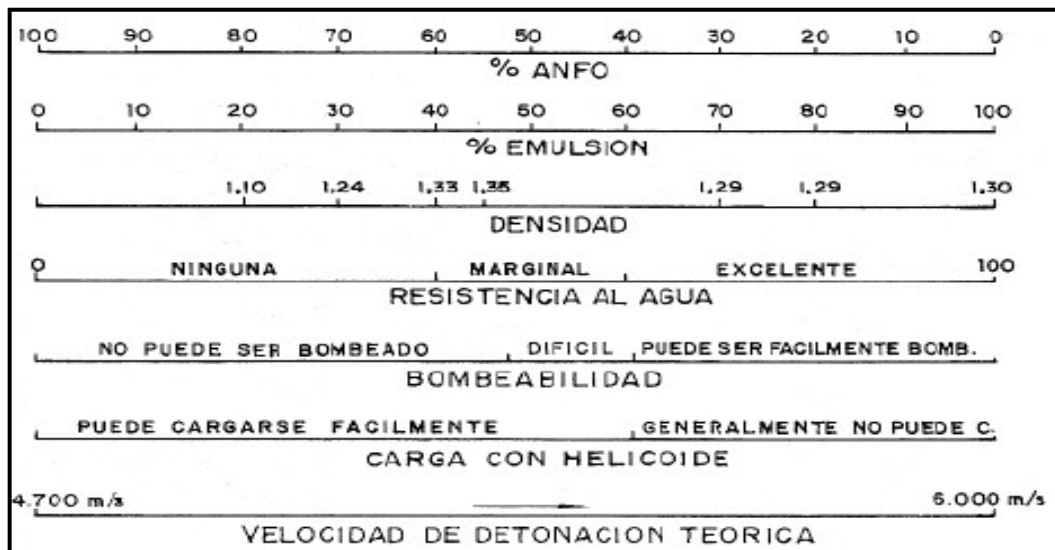 100 90 80 70 60 50 40 30 20 10 0
% ANFO
0 10 20 30 40 50 60 70 80 90 100
% EMULSION
1,10 1,24 1,33 1,35 1,29 1,29 1,30
DENSIDAD
0 NINGUNA MARGINAL EXCELENTE 100
RESISTENCIA AL AGUA
NO PUEDE SER BOMBEADO DIFICIL PUEDE SER FACILMENTE BOMB.
BOMBEABILIDAD
PUEDE CARGARSE FACILMENTE GENERALMENTE NO PUEDE C.
CARGA CON HELICOIDE
4.700 m/s 6.000 m/s
VELOCIDAD DE DETONACION TEORICA